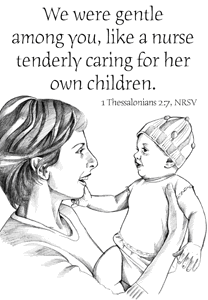 We were gentle
among you, like a nurse
tenderly caring for her
own children.
1 Thessalonians 2:7, NRSV